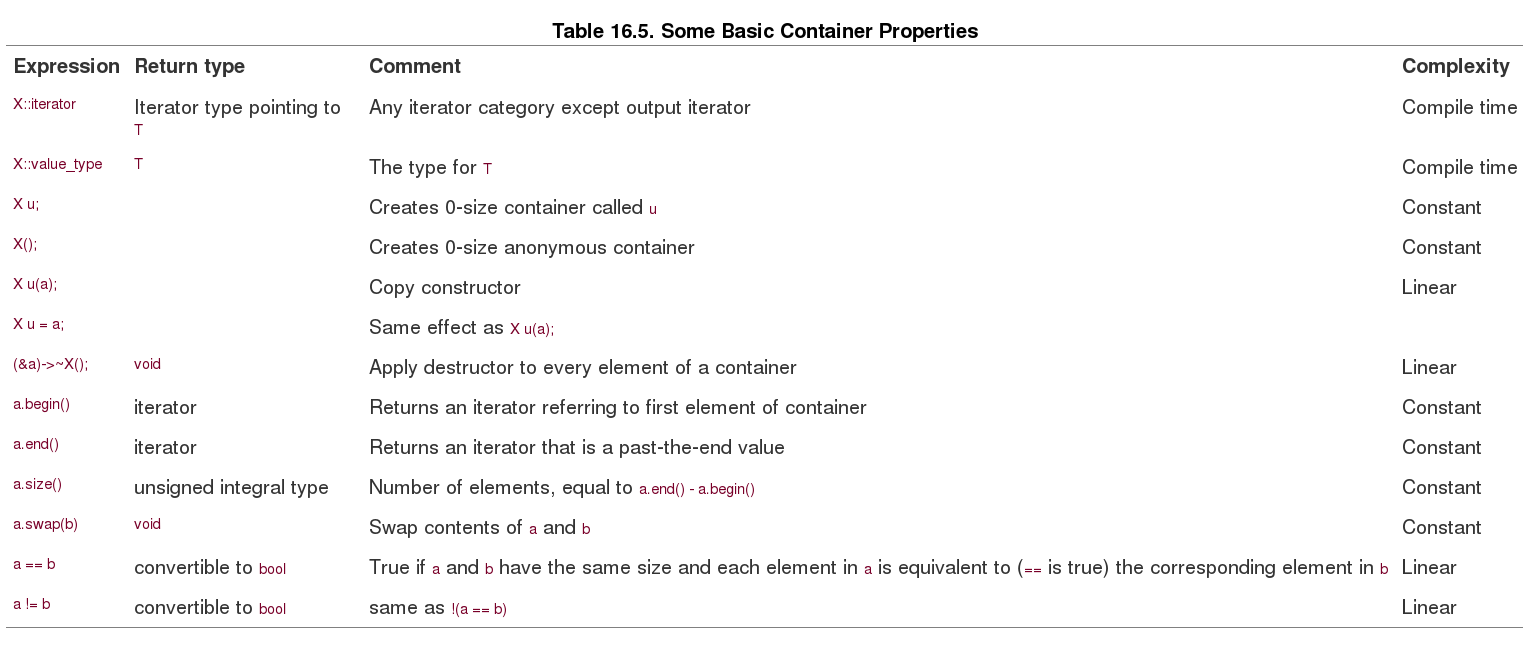 Table 16.5. Some Basic Container Properties
Expression Return type Comment Complexity
X::iterator Iterator type pointing to T Any iterator category except output iterator Compile time
X::value_type T The type for T Compile time
X u; Creates 0-size container called u Constant
X(); Creates 0-size anonymous container Constant
X u(a); Copy constructor Linear
X u = a; Same effect as X u(a);
(&a)->~X(); void Apply destructor to every element of a container Linear
a.begin() iterator Returns an iterator referring to first element of container Constant
a.end() iterator Returns an iterator that is a past-the-end value Constant
a.size() unsigned integral type Number of elements, equal to a.end() - a.begin() Constant
a.swap(b) void Swap contents of a and b Constant
a == b convertible to bool True if a and b have the same size and each element in a is equivalent to (== is true) the corresponding element in b Linear
a != b convertible to bool same as !(a == b) Linear